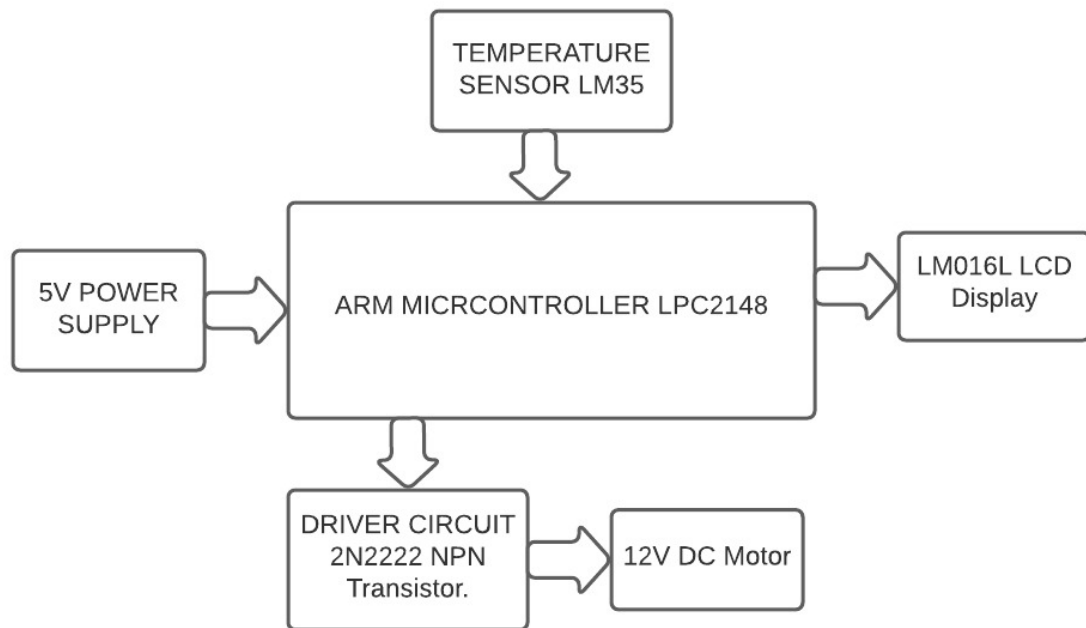 TEMPERATURE
SENSOR LM35
5V POWER
SUPPLY
ARM MICRCONTROLLER LPC2148
LM016L LCD
Display
DRIVER CIRCUIT
2N2222 NPN
Transistor.
12V DC Motor